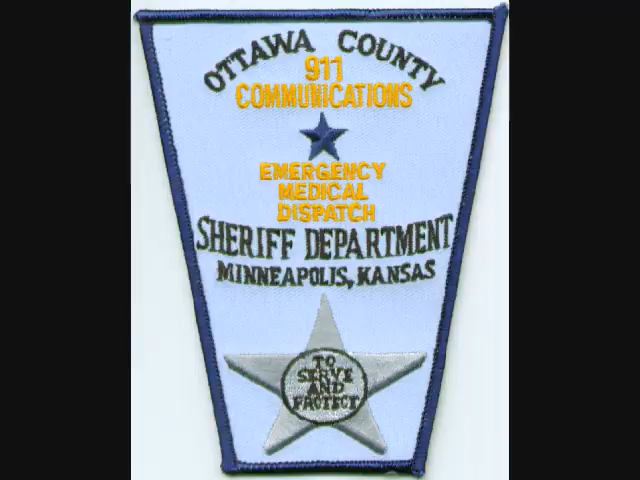 OTTAWA COUNTY
911
COMMUNICATIONS
EMERGENCY
MEDICAL
DISPATCH
SHERIFF DEPARTMENT
MINNEAPOLIS, KANSAS
TO
SERVE
AND
PROTECT